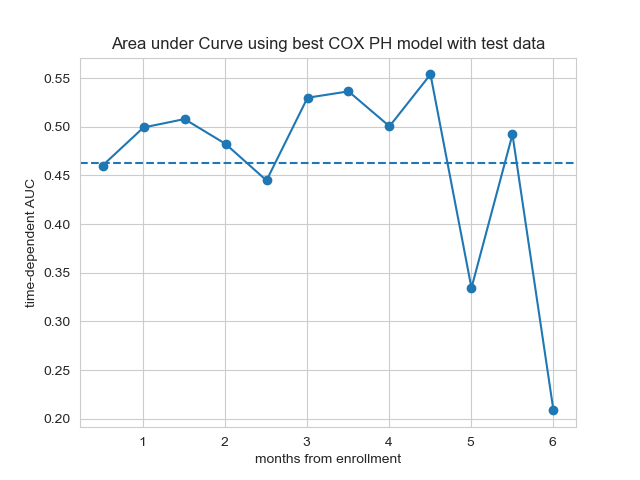 Area under Curve using best COX PH model with test data
0.55
0.50
0.45
0.40
0.35
0.30
0.25
0.20
time-dependent AUC
1 2 3 4 5 6
months from enrollment